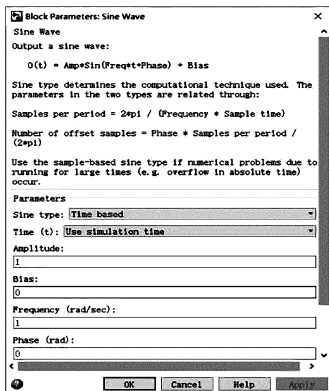 Block Parameters: Sine Wave
Sine Wave
Output a sine wave:
O(t) = Amp*Sin(Freq*t+Phase) + Bias
Sine type determines the computational technique used. The
parameters in the two types are related through:
Samples per period = 2*pi / (Frequency * Sample time)
Number of offset samples = Phase * Samples per period /
(2*pi)
Use the sample-based sine type if numerical problems due to
running for large times (e.g. overflow in absolute time)
occur.
Parameters
Sine type: Time based
Time (t): Use simulation time
Amplitude:
1
Bias:
0
Frequency (rad/sec):
1
Phase (rad):
0
OK Cancel Help Apply